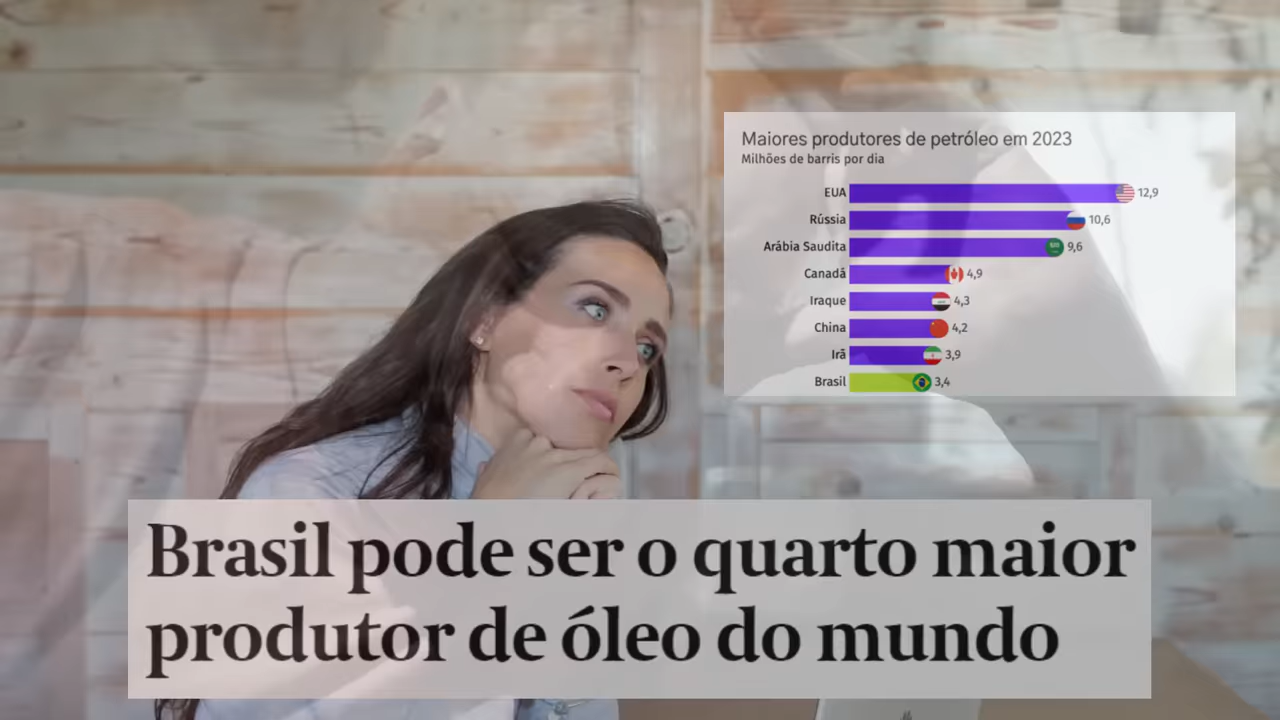 Maiores produtores de petróleo em 2023
Milhões de barris por dia
EUA 12,9
Rússia 10,6
Arábia Saudita 9,6
Canadá 4,9
Iraque 4,3
China 4,2
Irã 3,9
Brasil 3,4
Brasil pode ser o quarto maior
produtor de óleo do mundo